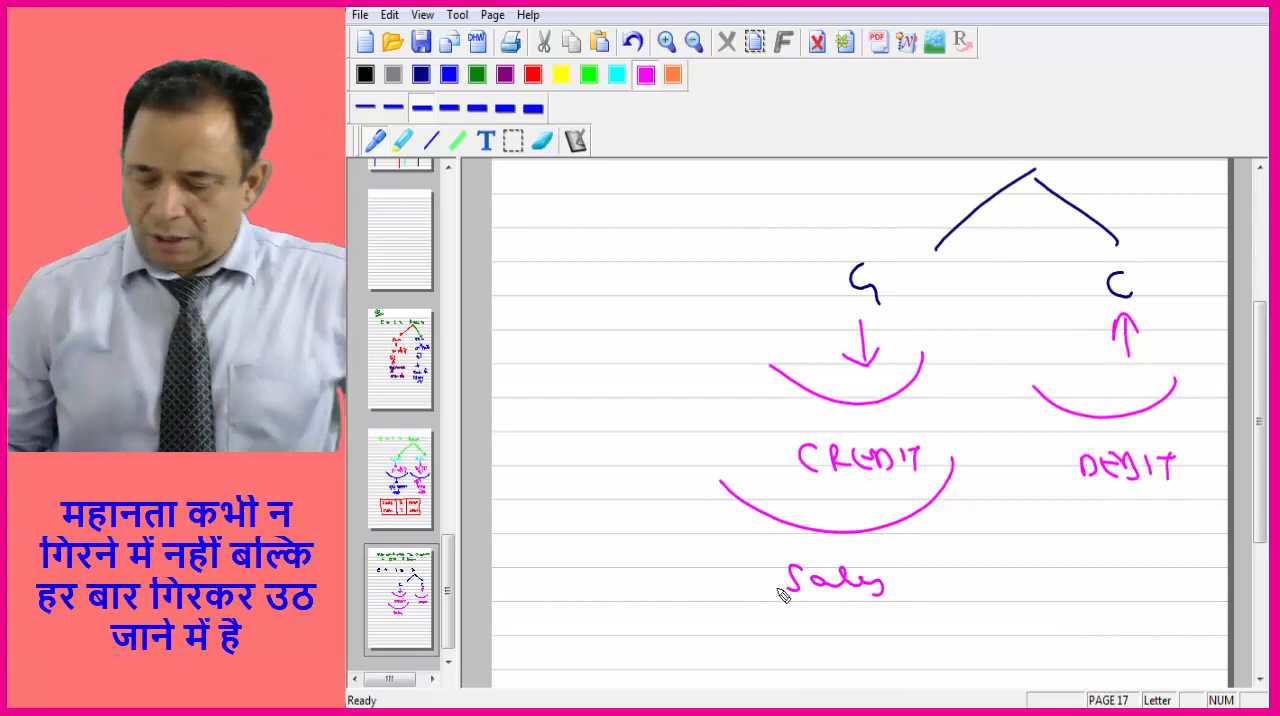 File Edit View Tool Page Help
G C
CREDIT DEBIT
Sales
महानता कभी न
गिरने में नहीं बल्कि
हर बार गिरकर उठ
जाने में है
Ready PAGE 17 Letter NUM